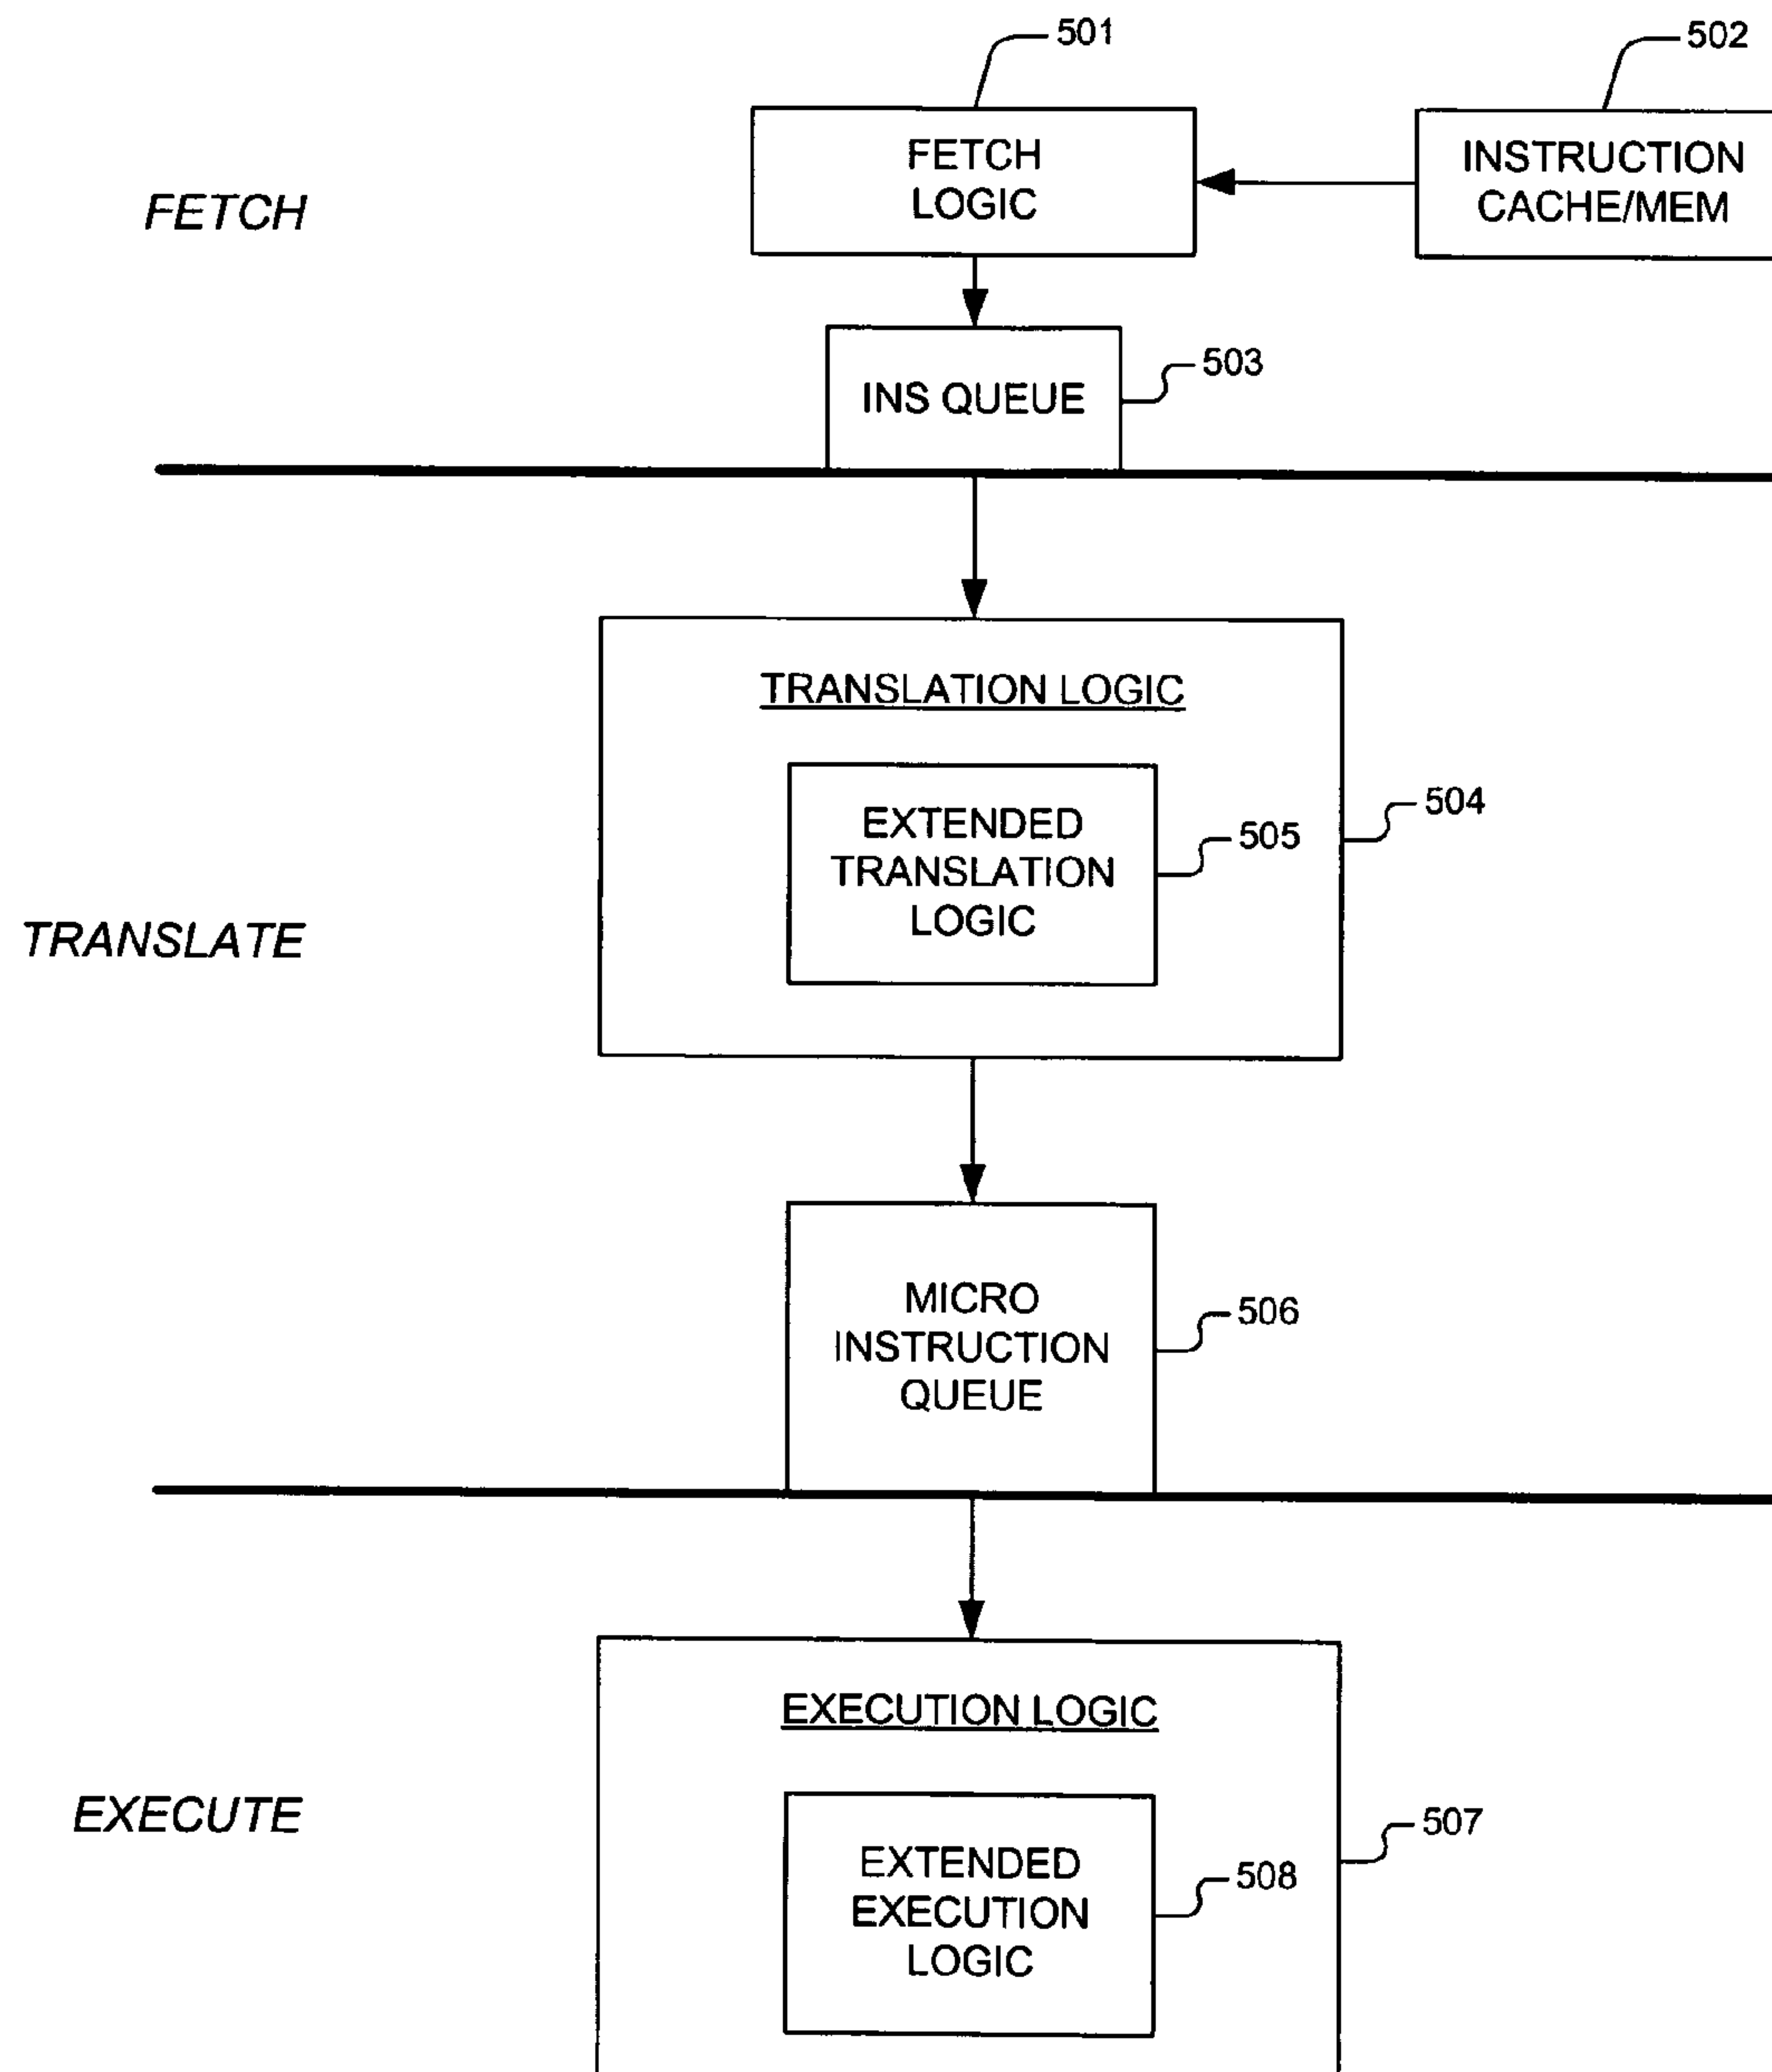 501
502
FETCH
FETCH
LOGIC
INSTRUCTION
CACHE/MEM
503
INS QUEUE
TRANSLATION LOGIC
504
EXTENDED
TRANSLATION
LOGIC
505
TRANSLATE
506
MICRO
INSTRUCTION
QUEUE
EXECUTION LOGIC
EXECUTE
507
EXTENDED
EXECUTION
LOGIC
508